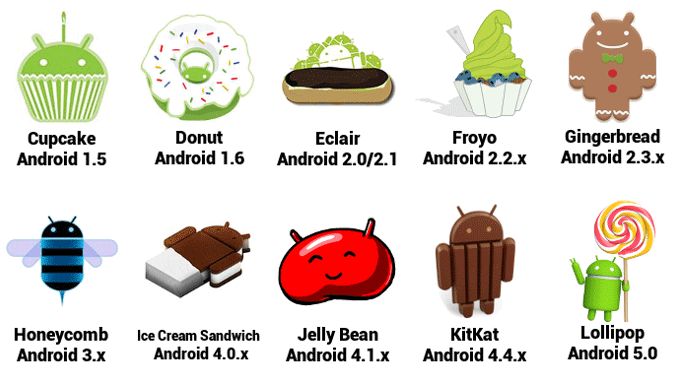 Cupcake
Android 1.5
Donut
Android 1.6
Eclair
Android 2.0/2.1
Froyo
Android 2.2.x
Gingerbread
Android 2.3.x
Honeycomb
Android 3.x
Ice Cream Sandwich
Android 4.0.x
Jelly Bean
Android 4.1.x
KitKat
Android 4.4.x
Lollipop
Android 5.0